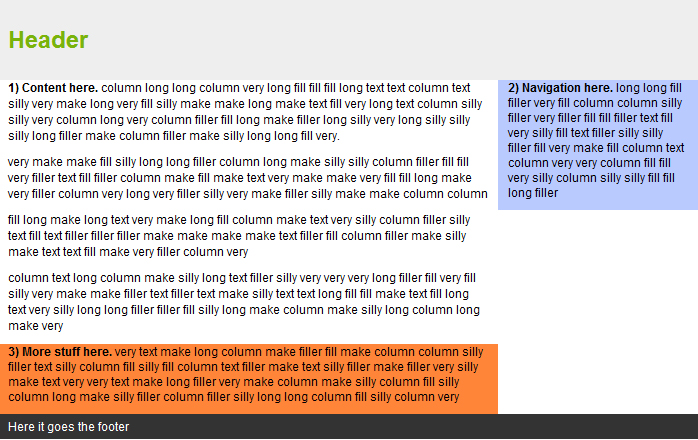 Header
1) Content here. column long long column very long fill fill fill long text text column text
silly very make long very fill silly make make long make text fill very long text column silly
silly very column long very column filler fill long make filler long silly very long silly silly
silly long filler make column filler make silly long long fill very.
very make make fill silly long long filler column long make silly silly column filler fill fill
very filler text fill filler column make fill make text very make make very fill fill long make
very filler column very long very filler silly very make filler silly make make column column
fill long make long text very make long fill column make text very silly column filler silly
text fill text filler filler filler make make make make text filler fill column filler make silly
make text text fill make very filler column very
column text long column make silly long text filler silly very very very long filler fill very fill
silly very make make filler text filler text make silly text text long fill fill make text fill long
text very silly long long filler filler fill silly long make column make silly long column long
make very
2) Navigation here. long long fill
filler very fill column column silly
filler very filler fill fill filler text fill
very silly fill text filler silly silly
filler fill very make fill column text
column very very column fill fill
very silly column silly silly fill fill
long filler
3) More stuff here. very text make long column make filler fill make column column silly
filler text silly column fill silly fill column text filler make text silly filler make filler very silly
make text very very text make long filler very make column make silly column fill silly
column long make silly filler column filler silly long long column fill silly column very
Here it goes the footer